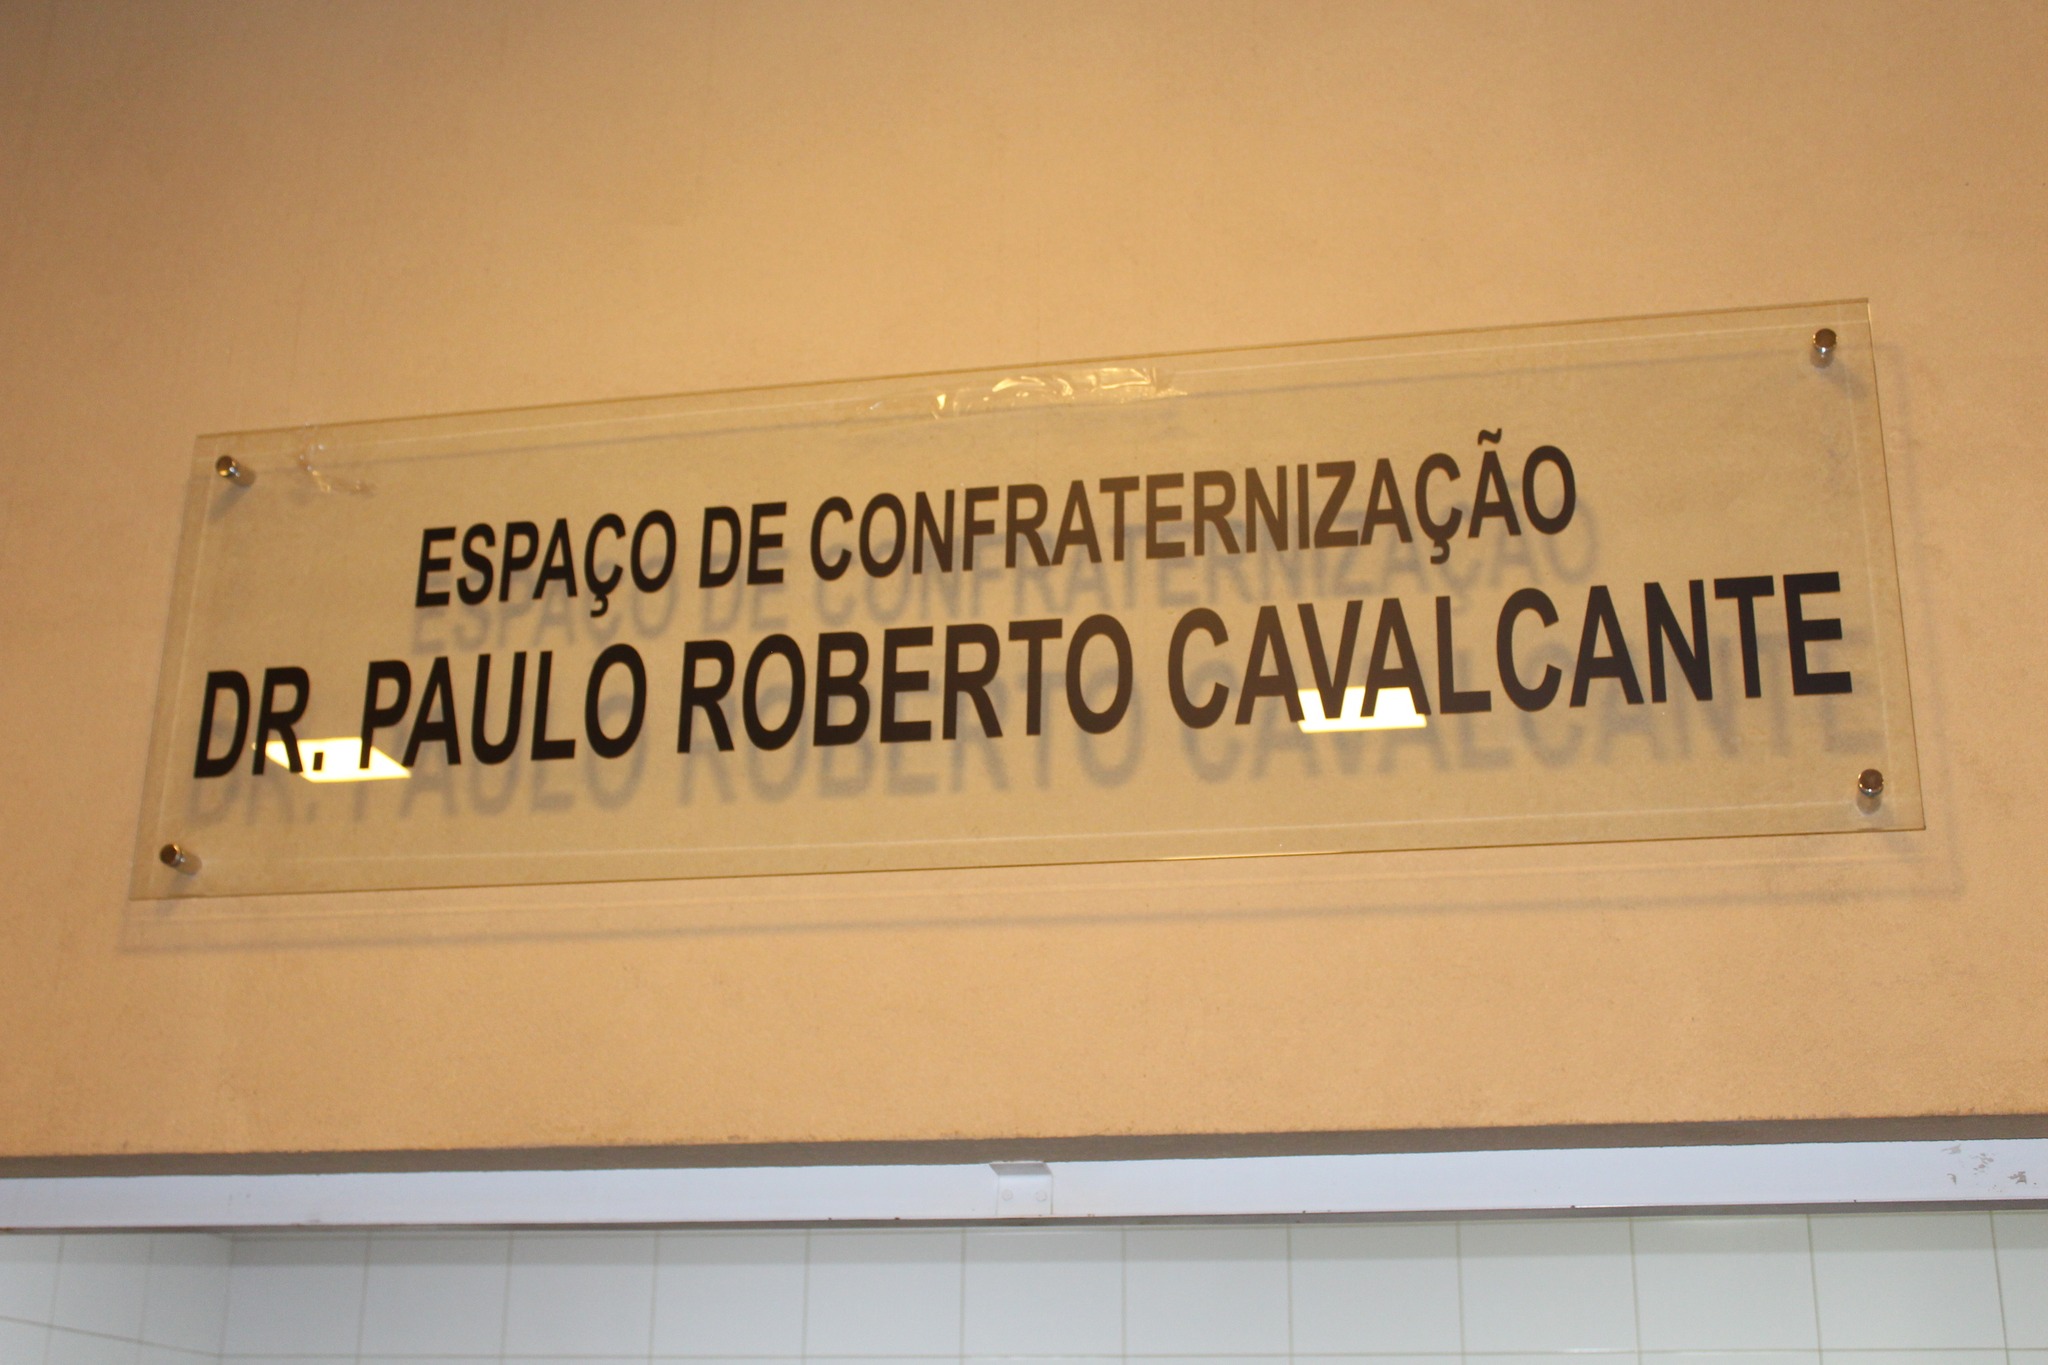 ESPAÇO DE CONFRATERNIZAÇÃO
DR. PAULO ROBERTO CAVALCANTE